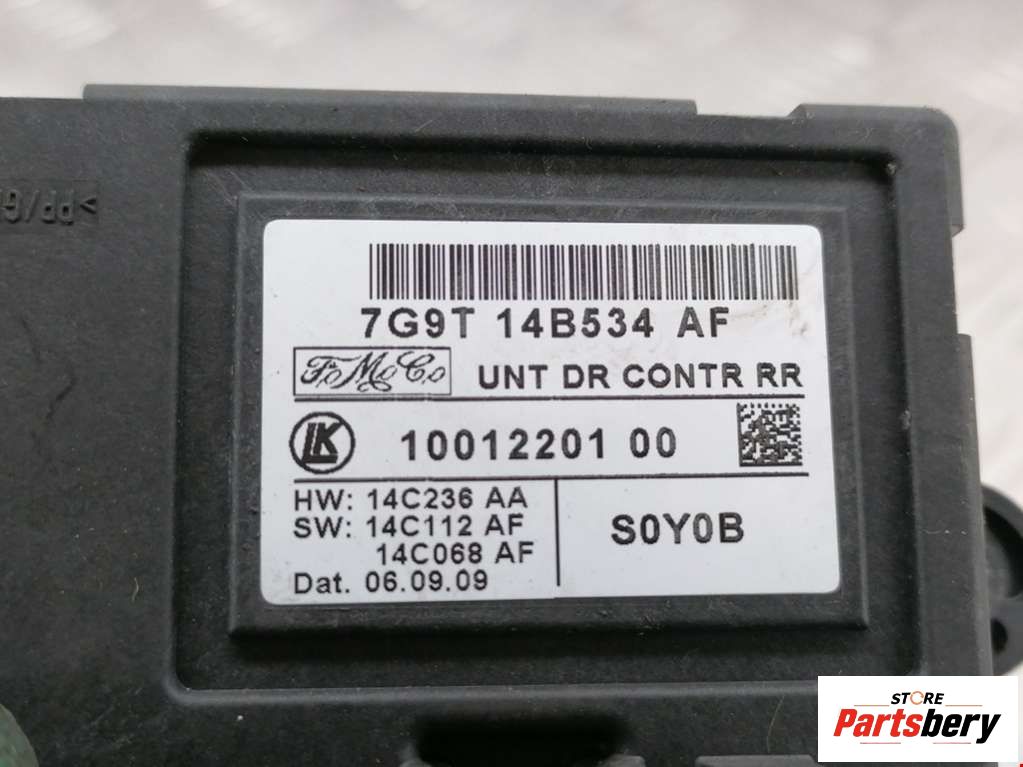 7G9T 14B534 AF
FoMoCo UNT DR CONTR RR
LK 10012201 00
HW: 14C236 AA
SW: 14C112 AF
14C068 AF
Dat. 06.09.09
S0Y0B
STORE
Partsbery